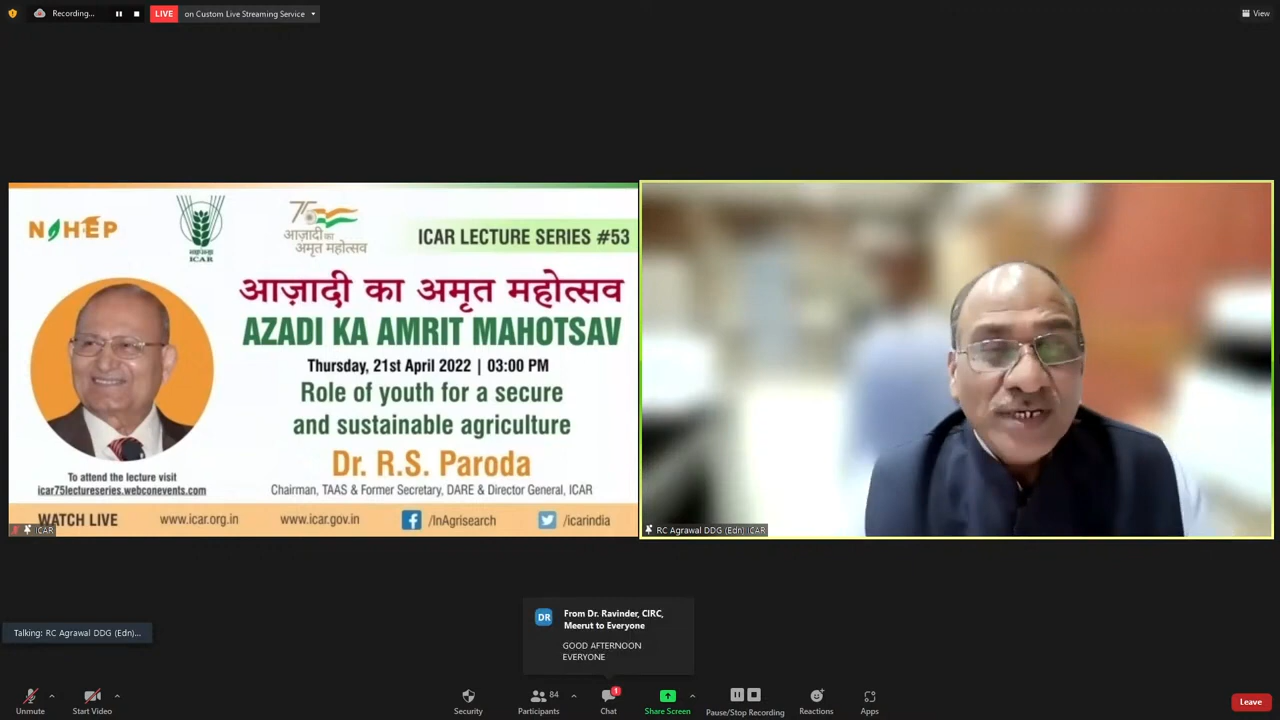 Recording...
LIVE
on Custom Live Streaming Service
View
NAHEP
ICAR
75
आज़ादी का
अमृत महोत्सव
ICAR LECTURE SERIES #53
आज़ादी का अमृत महोत्सव
AZADI KA AMRIT MAHOTSAV
Thursday, 21st April 2022 | 03:00 PM
Role of youth for a secure
and sustainable agriculture
Dr. R.S. Paroda
Chairman, TAAS & Former Secretary, DARE & Director General, ICAR
To attend the lecture visit
icar75lectureseries.webconevents.com
WATCH LIVE
www.icar.org.in
www.icar.gov.in
/InAgrisearch
/icarindia
ICAR
RC Agrawal DDG (Edn) ICAR
DR
From Dr. Ravinder, CIRC,
Meerut to Everyone
GOOD AFTERNOON
EVERYONE
Talking: RC Agrawal DDG (Edn)...
Unmute
Start Video
Security
84
Participants
1
Chat
Share Screen
Pause/Stop Recording
Reactions
Apps
Leave